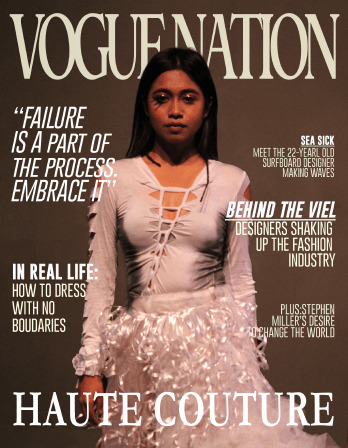 VOGUE NATION
“FAILURE
IS A PART OF
THE PROCESS.
EMBRACE IT”
SEA SICK
MEET THE 22-YEARL OLD
SURFBOARD DESIGNER
MAKING WAVES
BEHIND THE VIEL
DESIGNERS SHAKING
UP THE FASHION
INDUSTRY
IN REAL LIFE:
HOW TO DRESS
WITH NO
BOUDARIES
PLUS:STEPHEN
MILLER'S DESIRE
TO CHANGE THE WORLD
HAUTE COUTURE